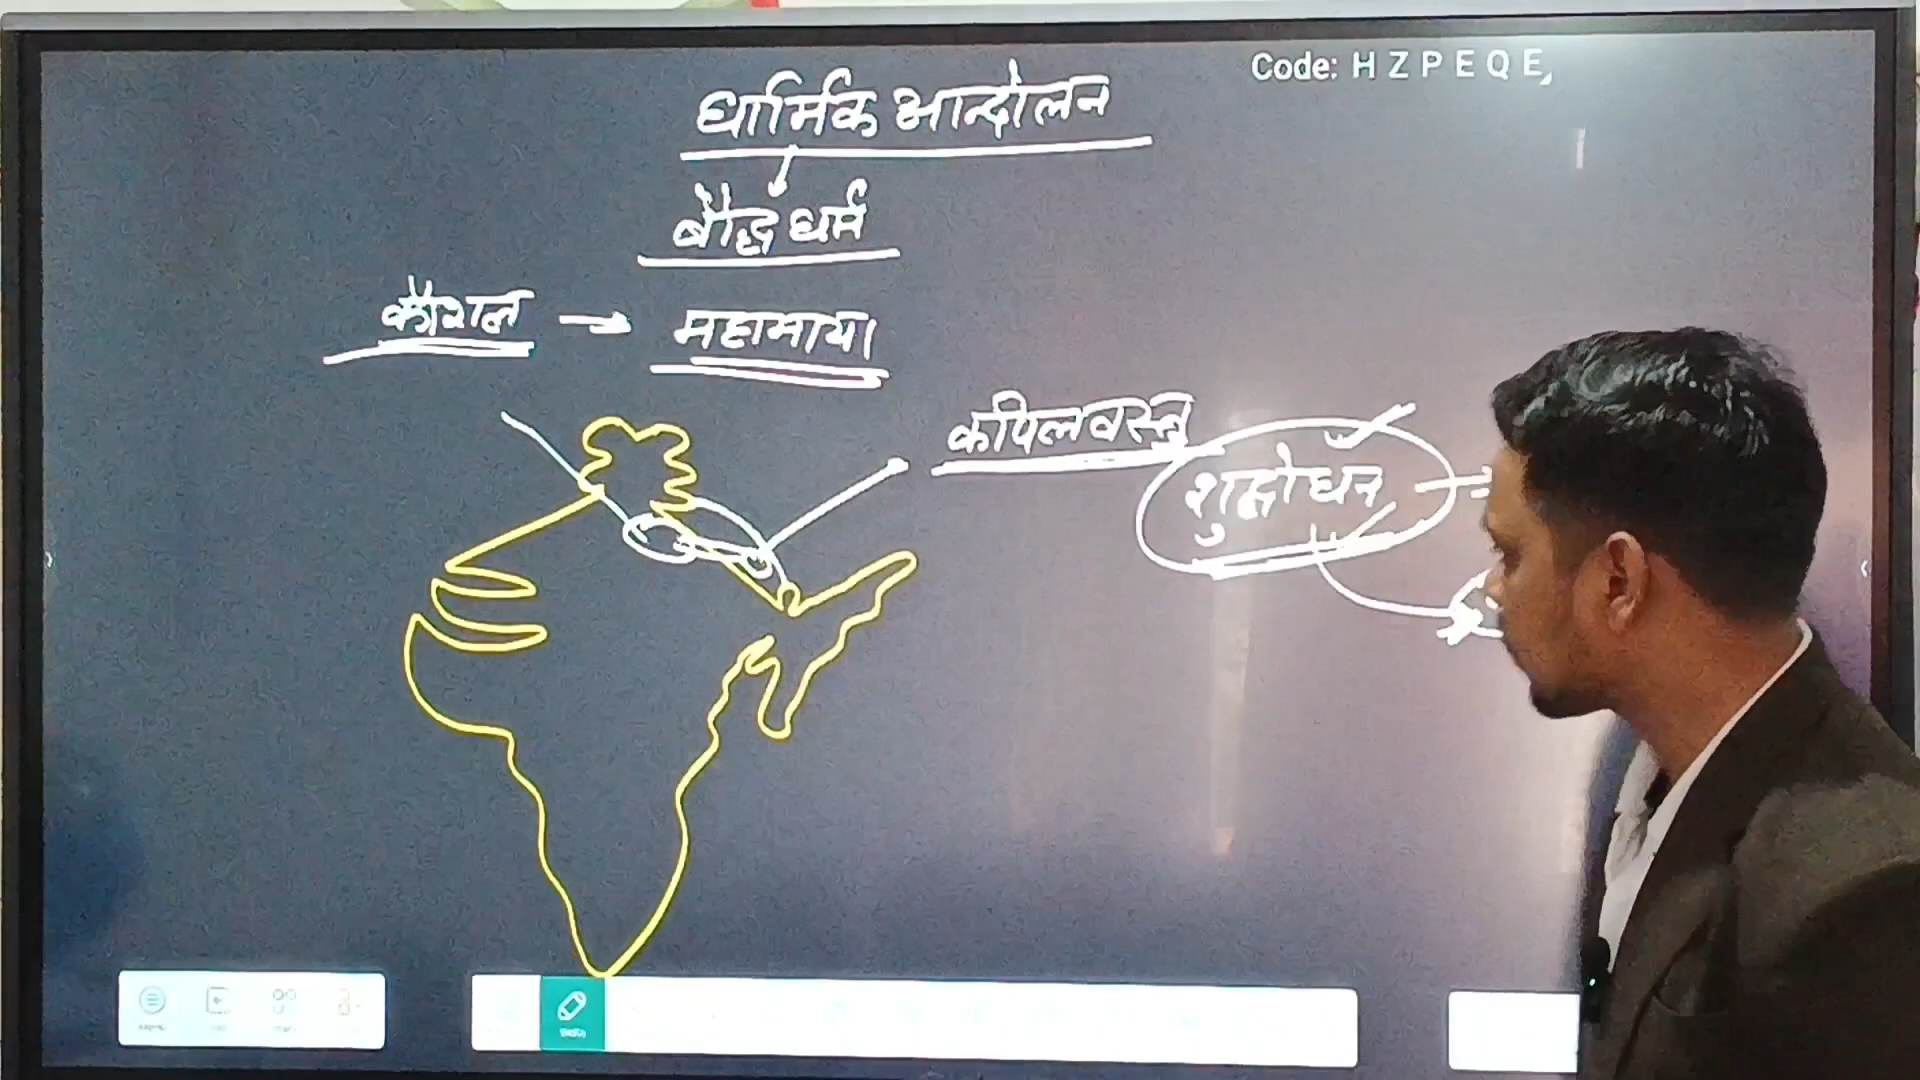 Code: H Z P E Q E
धार्मिक आन्दोलन
बौद्ध धर्म
कौशल → महामाया
कपिलवस्तु
शुद्धोधन